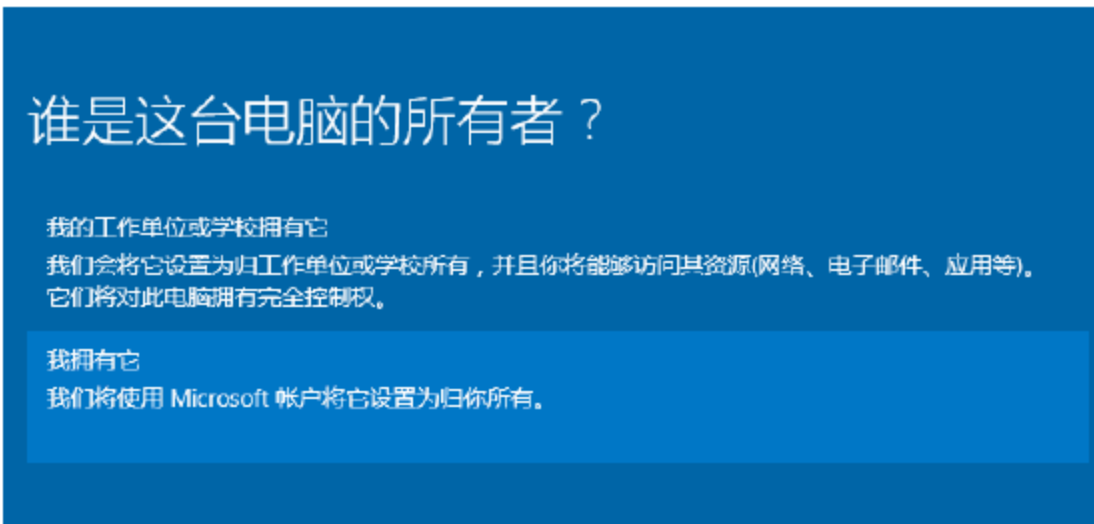 谁是这台电脑的所有者？
我的工作单位或学校拥有它
我们会将它设置为归工作单位或学校所有，并且你将能够访问其资源(网络、电子邮件、应用等)。
它们将对此电脑拥有完全控制权。
我拥有它
我们将使用 Microsoft 帐户将它设置为归你所有。